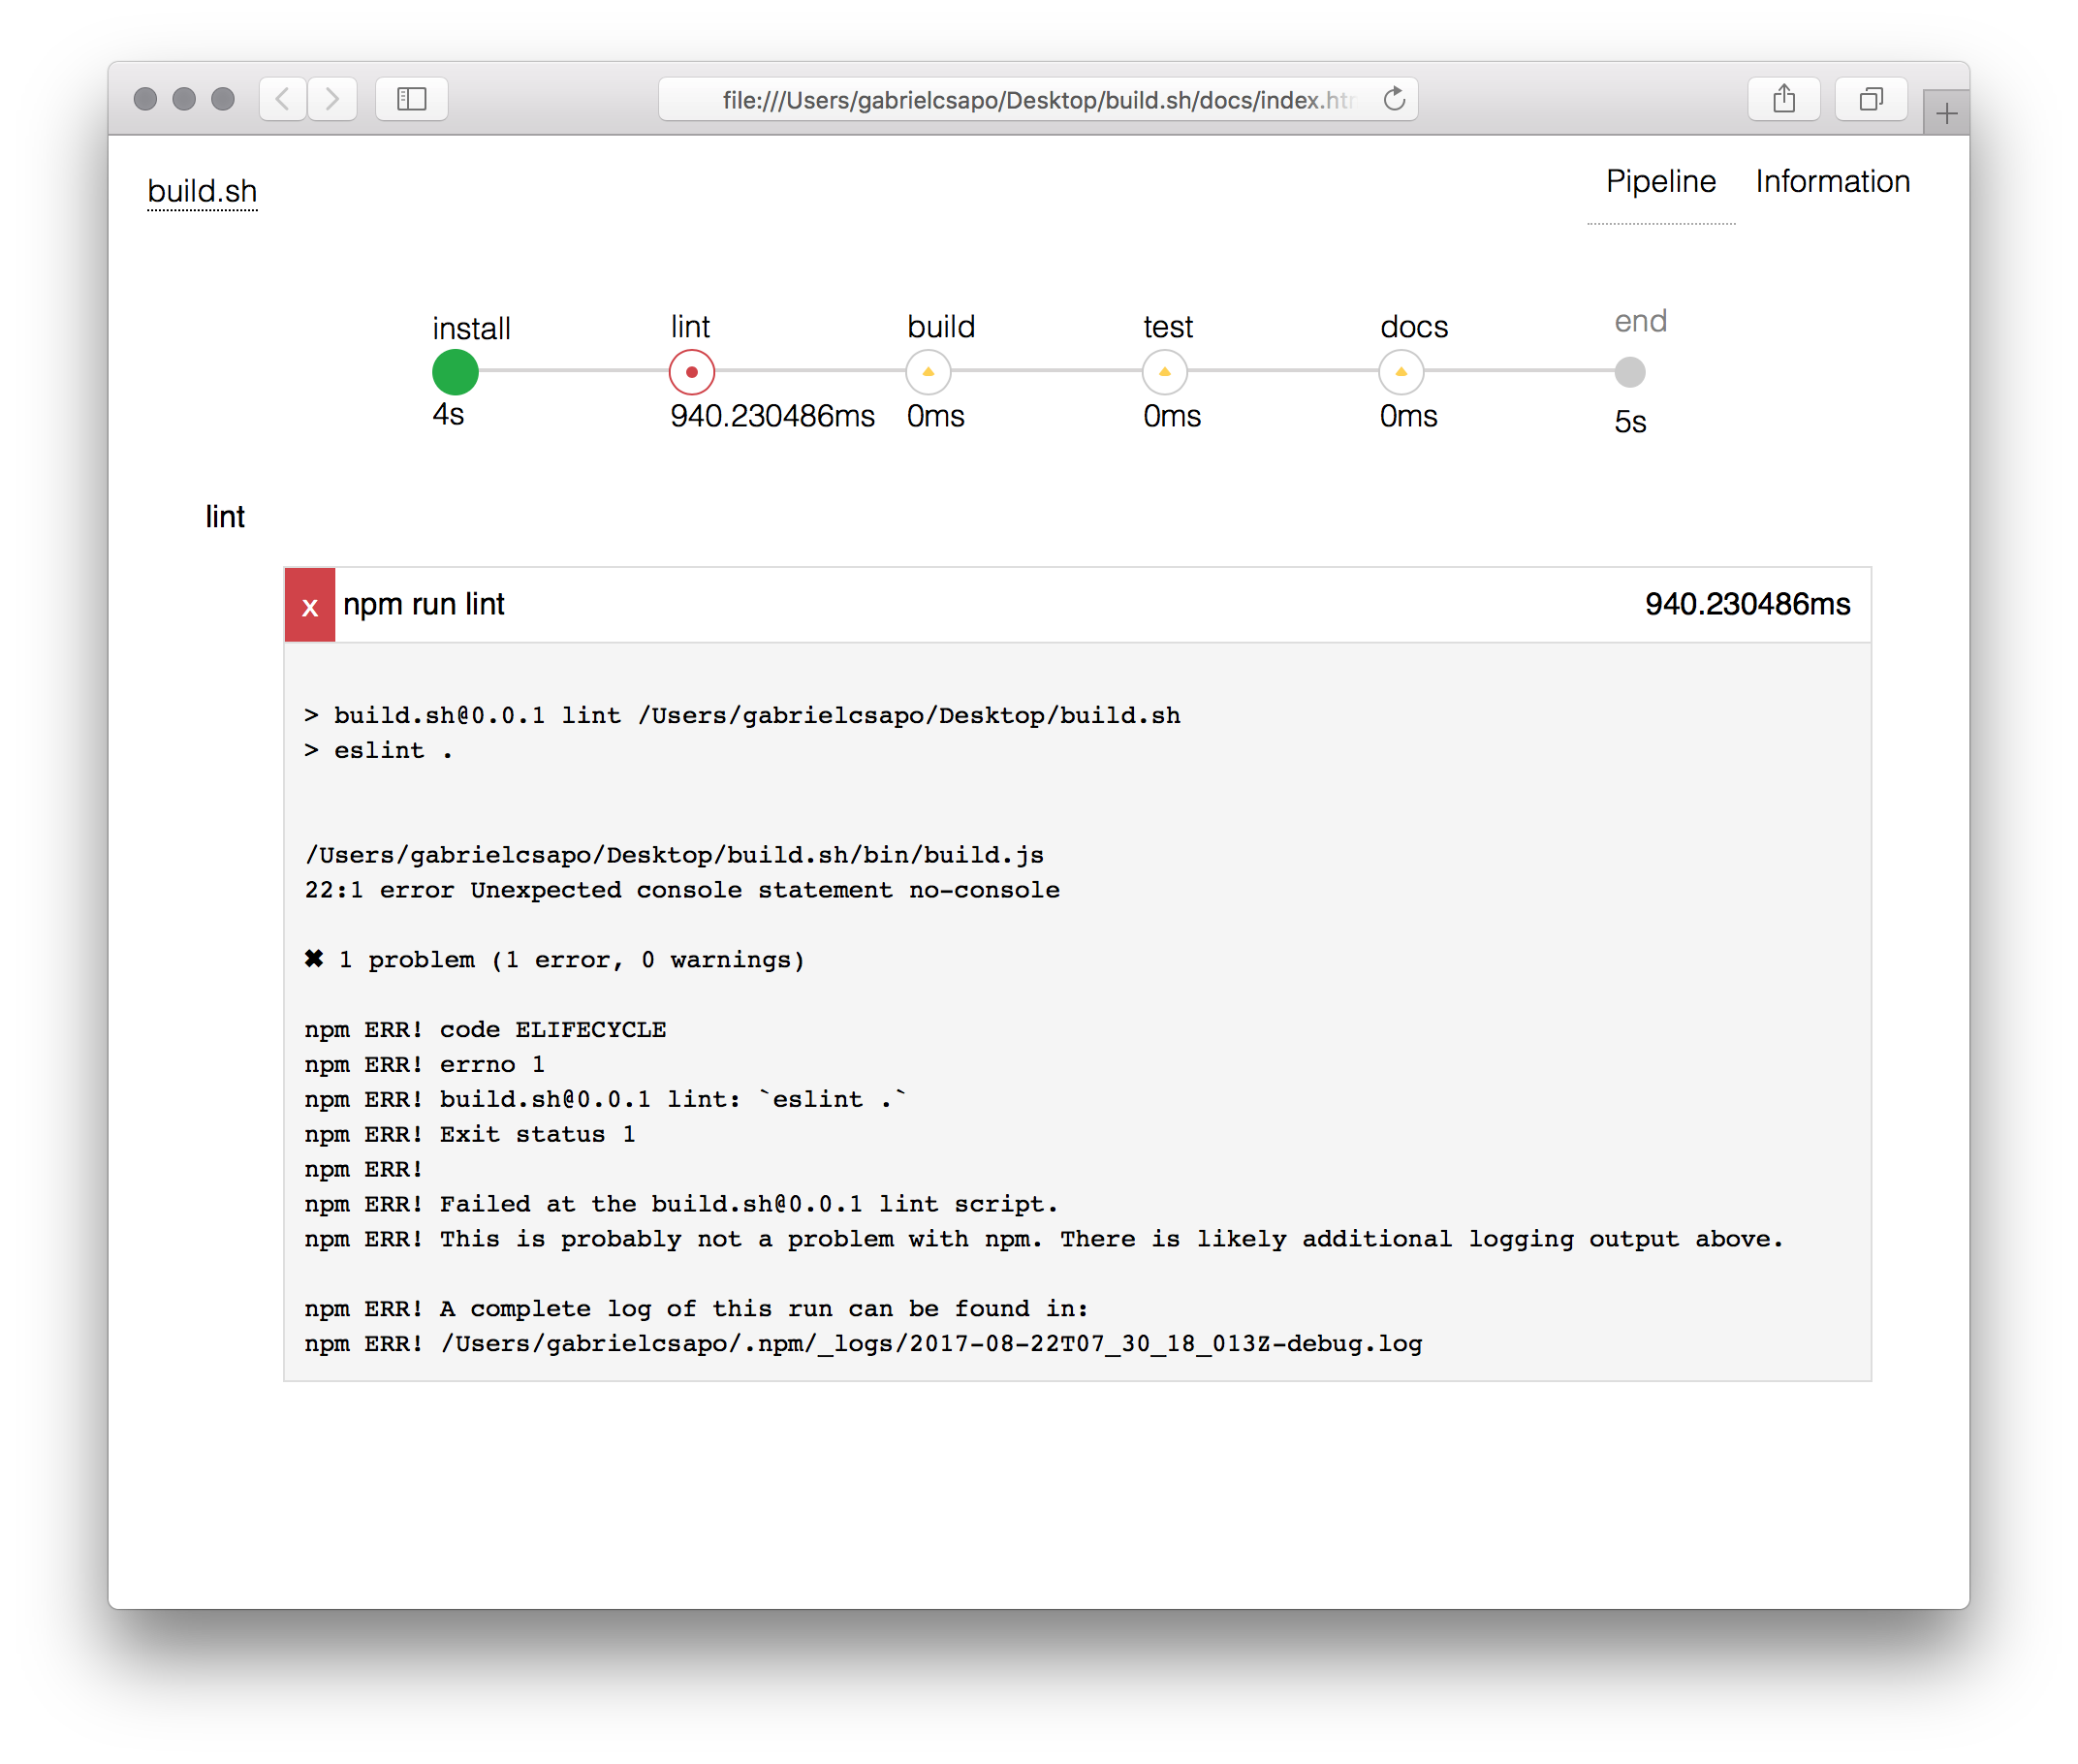 file:///Users/gabrielcsapo/Desktop/build.sh/docs/index.htm
build.sh
Pipeline Information
install lint build test docs end
4s 940.230486ms 0ms 0ms 0ms 5s
lint
x npm run lint 940.230486ms
> build.sh@0.0.1 lint /Users/gabrielcsapo/Desktop/build.sh
> eslint .
/Users/gabrielcsapo/Desktop/build.sh/bin/build.js
22:1 error Unexpected console statement no-console
✖ 1 problem (1 error, 0 warnings)
npm ERR! code ELIFECYCLE
npm ERR! errno 1
npm ERR! build.sh@0.0.1 lint: `eslint .`
npm ERR! Exit status 1
npm ERR!
npm ERR! Failed at the build.sh@0.0.1 lint script.
npm ERR! This is probably not a problem with npm. There is likely additional logging output above.
npm ERR! A complete log of this run can be found in:
npm ERR! /Users/gabrielcsapo/.npm/_logs/2017-08-22T07_30_18_013Z-debug.log